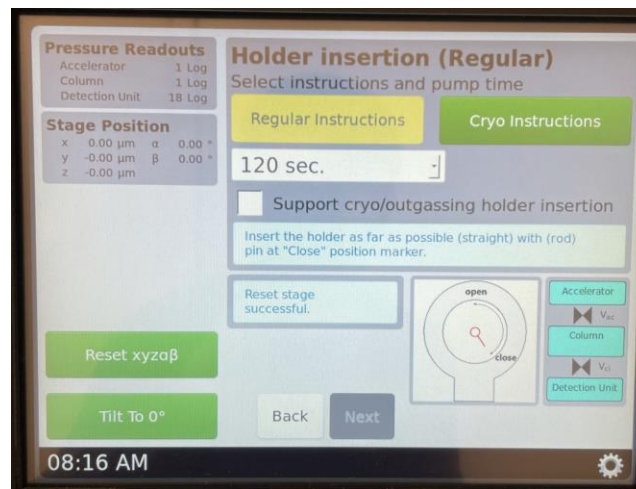 Pressure Readouts
Accelerator 1 Log
Column 1 Log
Detection Unit 18 Log
Stage Position
x 0.00 µm α 0.00 °
y -0.00 µm β 0.00 °
z -0.00 µm
Reset xyzαβ
Tilt To 0°
Holder insertion (Regular)
Select instructions and pump time
Regular Instructions
Cryo Instructions
120 sec.
Support cryo/outgassing holder insertion
Insert the holder as far as possible (straight) with (rod)
pin at "Close" position marker.
Reset stage
successful.
open
close
Accelerator
Column
Detection Unit
Back
Next
08:16 AM